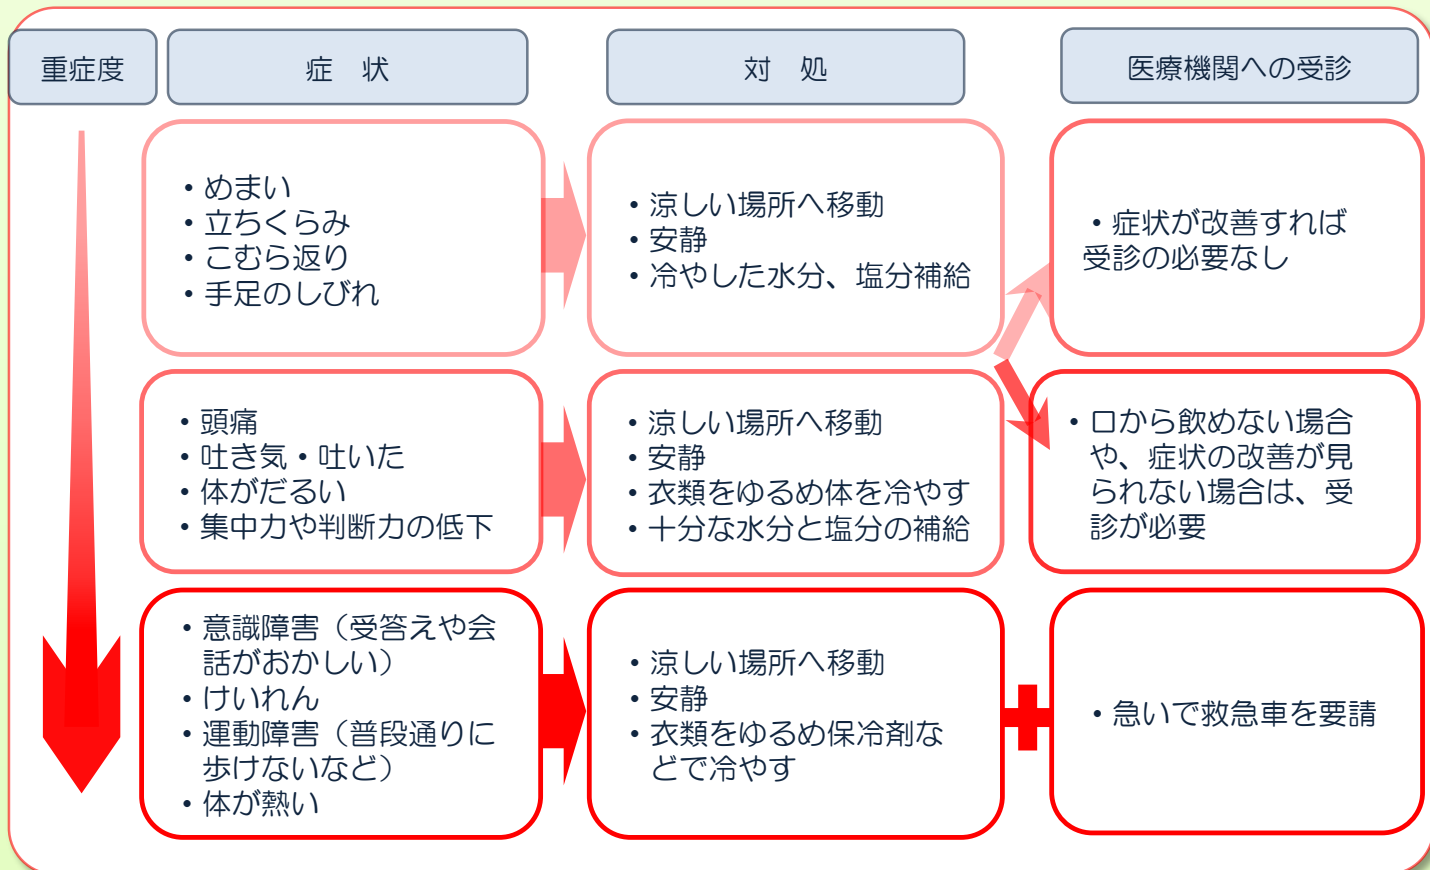 重症度
症 状
対 処
医療機関への受診
・めまい
・立ちくらみ
・こむら返り
・手足のしびれ
・涼しい場所へ移動
・安静
・冷やした水分、塩分補給
・症状が改善すれば
受診の必要なし
・頭痛
・吐き気・吐いた
・体がだるい
・集中力や判断力の低下
・涼しい場所へ移動
・安静
・衣類をゆるめ体を冷やす
・十分な水分と塩分の補給
・口から飲めない場合
や、症状の改善が見
られない場合は、受
診が必要
・意識障害（受答えや会
話がおかしい）
・けいれん
・運動障害（普段通りに
歩けないなど）
・体が熱い
・涼しい場所へ移動
・安静
・衣類をゆるめ保冷剤な
どで冷やす
・急いで救急車を要請